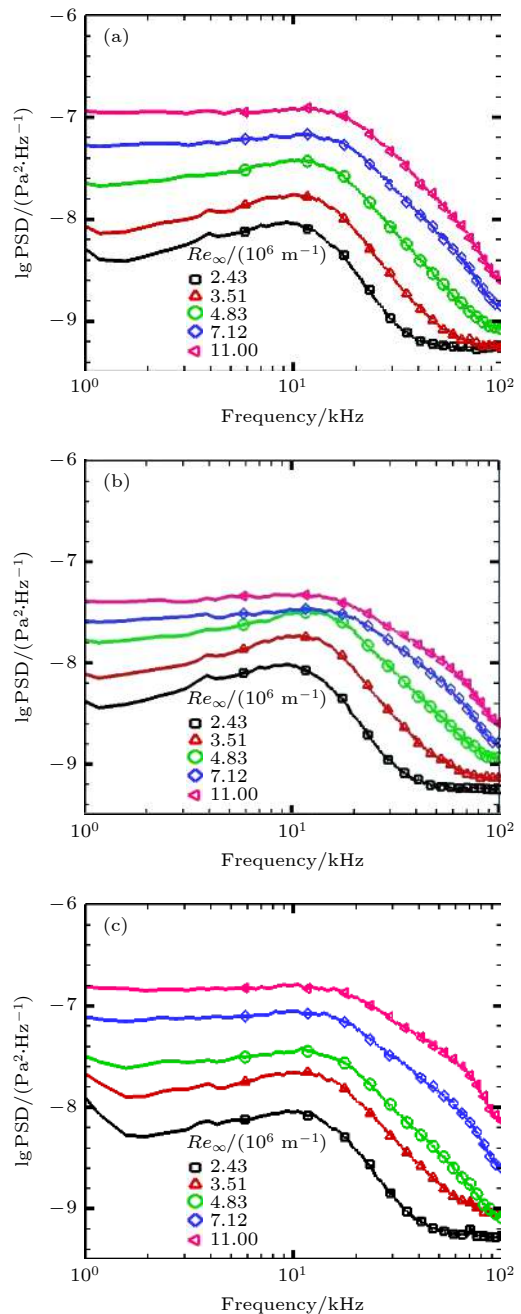 (a)
−6
−7
−8
−9
lg PSD/(Pa²·Hz⁻¹)
Re∞/(10⁶ m⁻¹)
2.43
3.51
4.83
7.12
11.00
10⁰ 10¹ 10²
Frequency/kHz
(b)
−6
−7
−8
−9
lg PSD/(Pa²·Hz⁻¹)
Re∞/(10⁶ m⁻¹)
2.43
3.51
4.83
7.12
11.00
10⁰ 10¹ 10²
Frequency/kHz
(c)
−6
−7
−8
−9
lg PSD/(Pa²·Hz⁻¹)
Re∞/(10⁶ m⁻¹)
2.43
3.51
4.83
7.12
11.00
10⁰ 10¹ 10²
Frequency/kHz